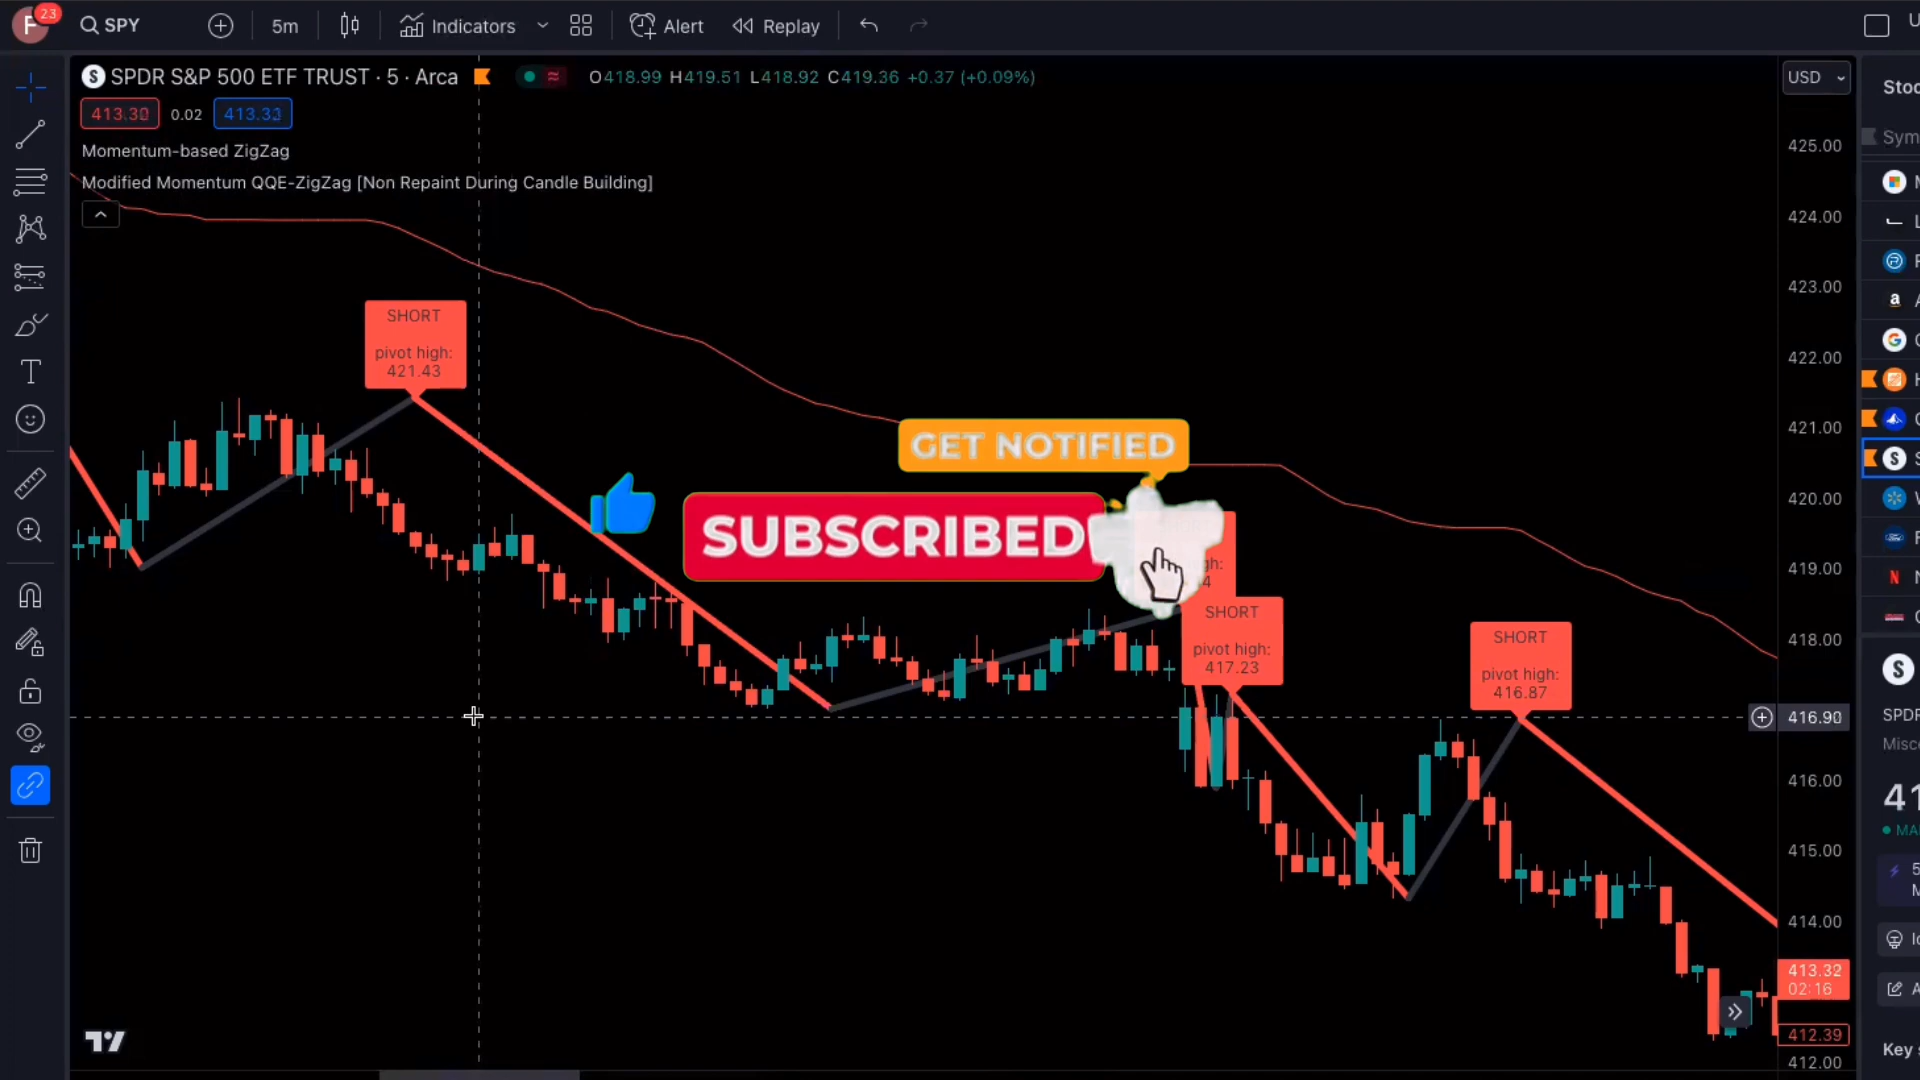 F 23 SPY 5m Indicators Alert Replay
SPDR S&P 500 ETF TRUST · 5 · Arca O418.99 H419.51 L418.92 C419.36 +0.37 (+0.09%) USD
413.30 0.02 413.33
Momentum-based ZigZag
Modified Momentum QQE-ZigZag [Non Repaint During Candle Building]
SHORT
pivot high:
421.43
GET NOTIFIED
SUBSCRIBED
SHORT
pivot high:
417.23
SHORT
pivot high:
416.87
425.00
424.00
423.00
422.00
421.00
420.00
419.00
418.00
416.90
416.00
415.00
414.00
413.32
02:16
412.39
412.00
Key